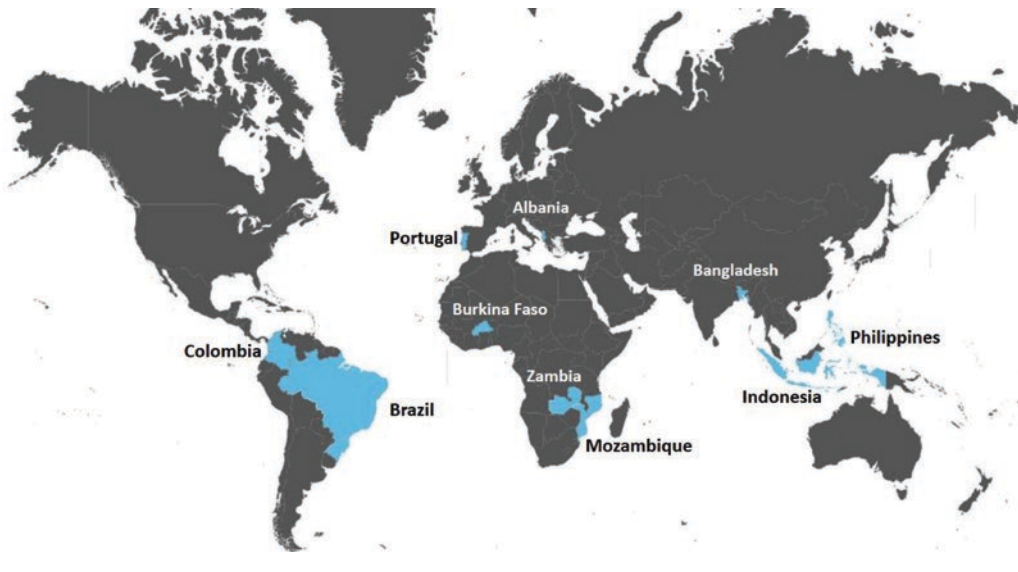 Albania
Portugal
Bangladesh
Burkina Faso
Philippines
Colombia
Zambia
Indonesia
Brazil
Mozambique